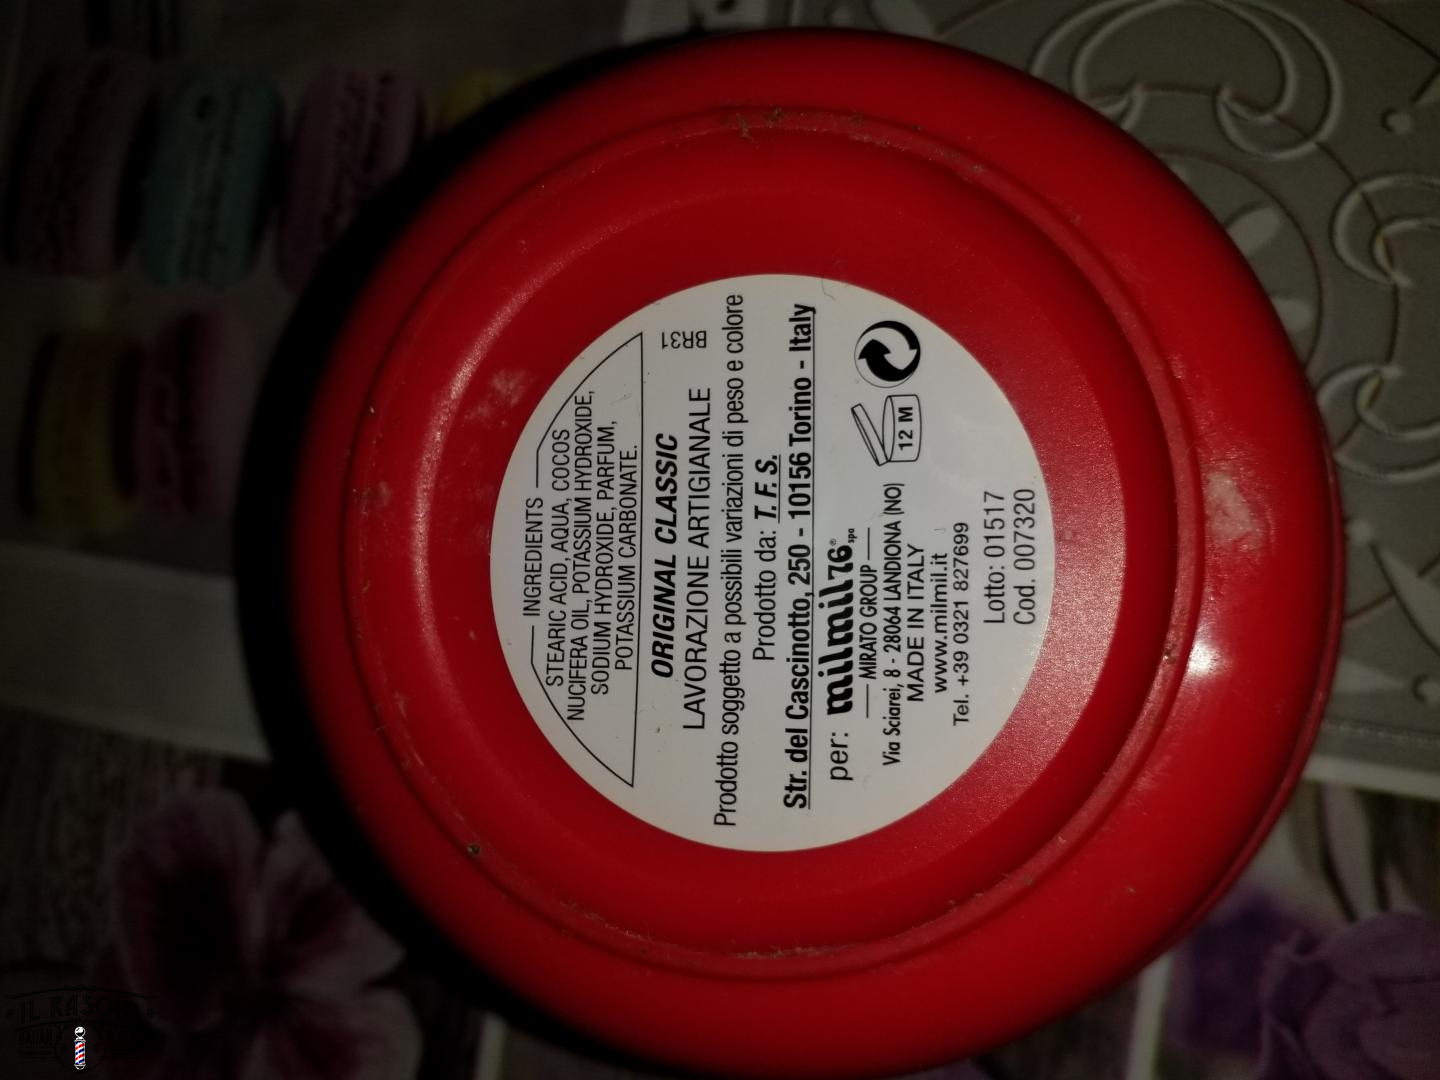 INGREDIENTS
STEARIC ACID, AQUA, COCOS
NUCIFERA OIL, POTASSIUM HYDROXIDE,
SODIUM HYDROXIDE, PARFUM,
POTASSIUM CARBONATE.
BR31
ORIGINAL CLASSIC
LAVORAZIONE ARTIGIANALE
Prodotto soggetto a possibili variazioni di peso e colore
Prodotto da: T.F.S.
Str. del Cascinotto, 250 - 10156 Torino - Italy
per: milmil76® spa
MIRATO GROUP
Via Sciarei, 8 - 28064 LANDIONA (NO)
MADE IN ITALY
www.milmil.it
Tel. +39 0321 827699
12 M
Lotto: 01517
Cod. 007320
IL RASOIO
ITALIAN